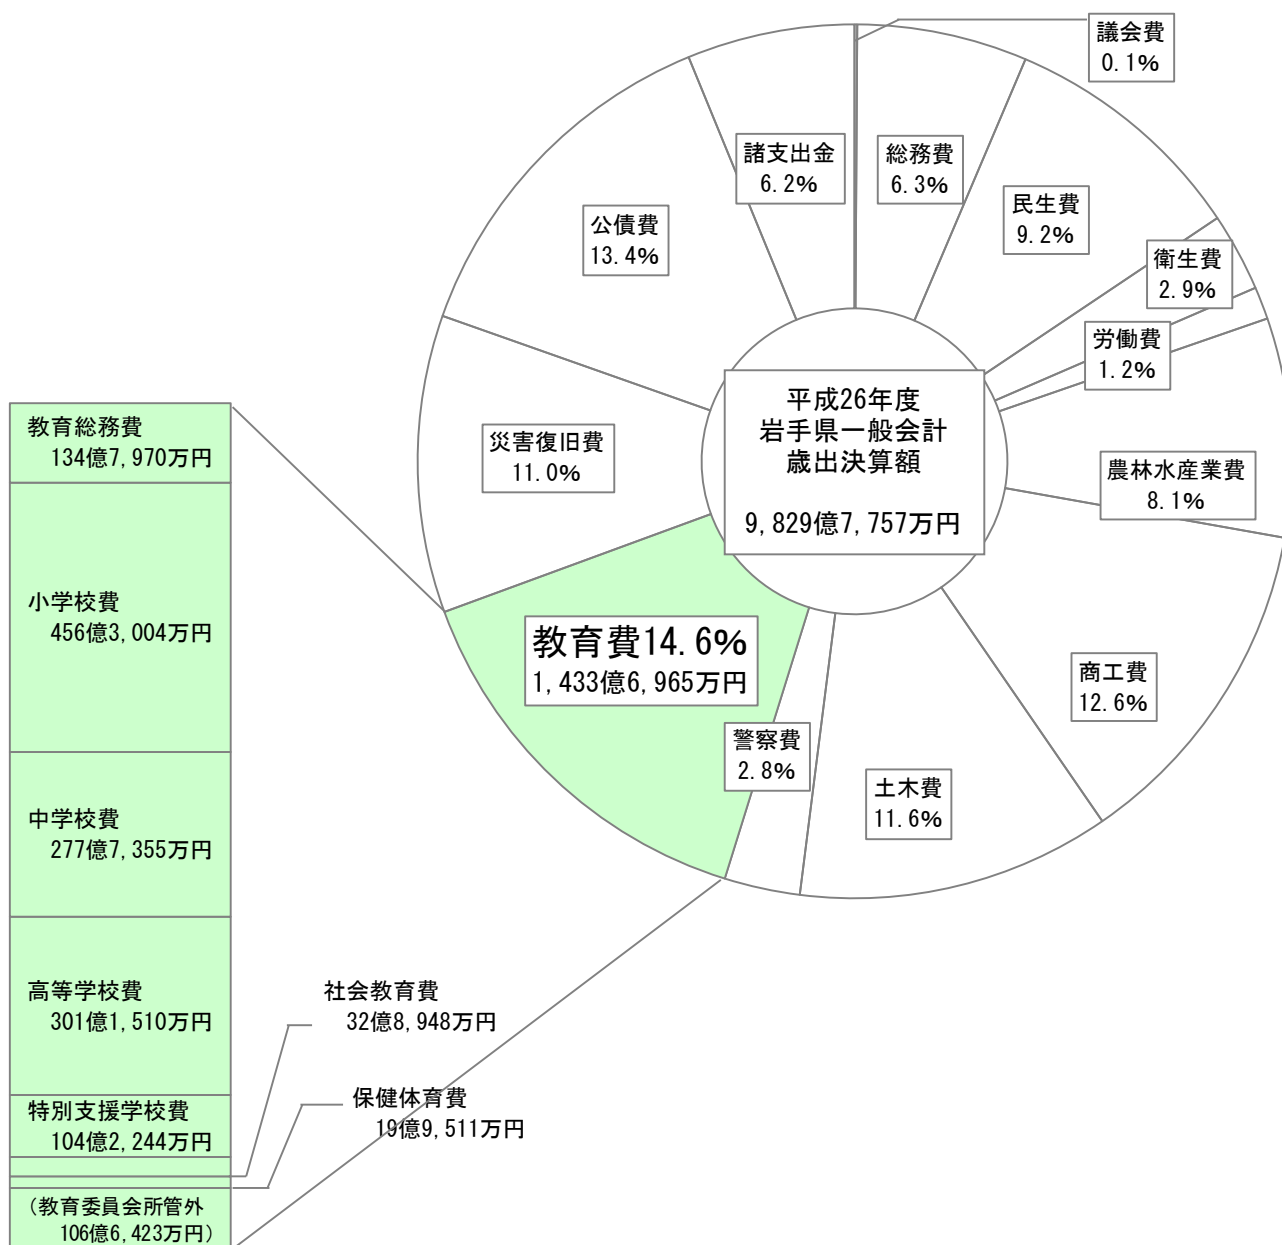 議会費
0.1%
諸支出金
6.2%
総務費
6.3%
民生費
9.2%
公債費
13.4%
衛生費
2.9%
労働費
1.2%
平成26年度
岩手県一般会計
歳出決算額
9,829億7,757万円
災害復旧費
11.0%
農林水産業費
8.1%
教育費14.6%
1,433億6,965万円
商工費
12.6%
警察費
2.8%
土木費
11.6%
教育総務費
134億7,970万円
小学校費
456億3,004万円
中学校費
277億7,355万円
高等学校費
301億1,510万円
社会教育費
32億8,948万円
保健体育費
19億9,511万円
特別支援学校費
104億2,244万円
(教育委員会所管外
106億6,423万円)